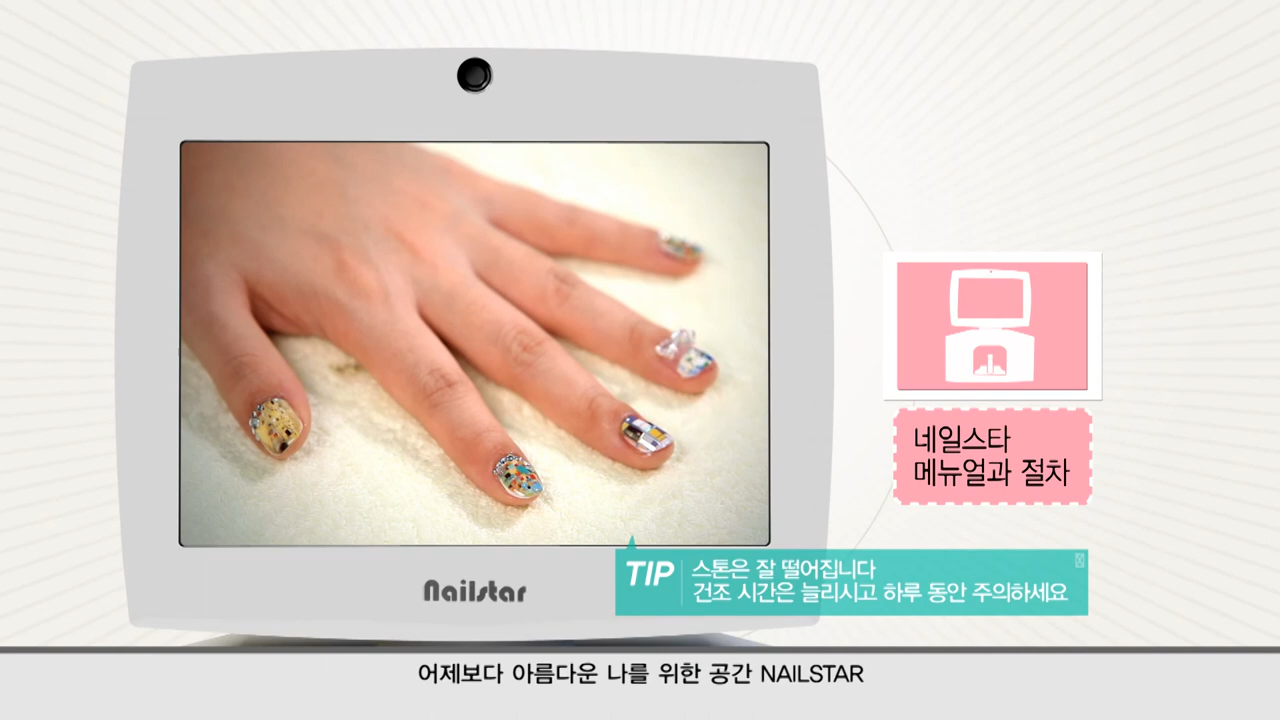 네일스타
메뉴얼과 절차
Nailstar
TIP
스톤은 잘 떨어집니다
건조 시간은 늘리시고 하루 동안 주의하세요
어제보다 아름다운 나를 위한 공간 NAILSTAR